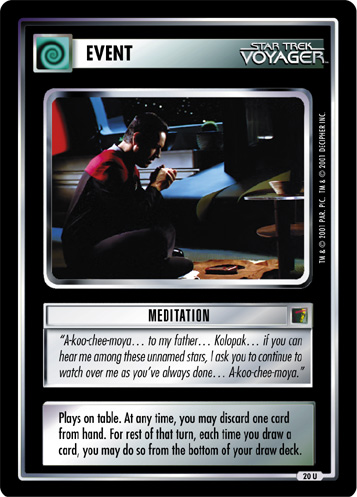 EVENT
STAR TREK
VOYAGER™
TM & © 2001 PAR. PIC. TM & © 2001 DECIPHER INC.
MEDITATION
"A-koo-chee-moya… to my father… Kolopak… if you can
hear me among these unnamed stars, I ask you to continue to
watch over me as you've always done… A-koo-chee-moya."
Plays on table. At any time, you may discard one card
from hand. For rest of that turn, each time you draw a
card, you may do so from the bottom of your draw deck.
20 U